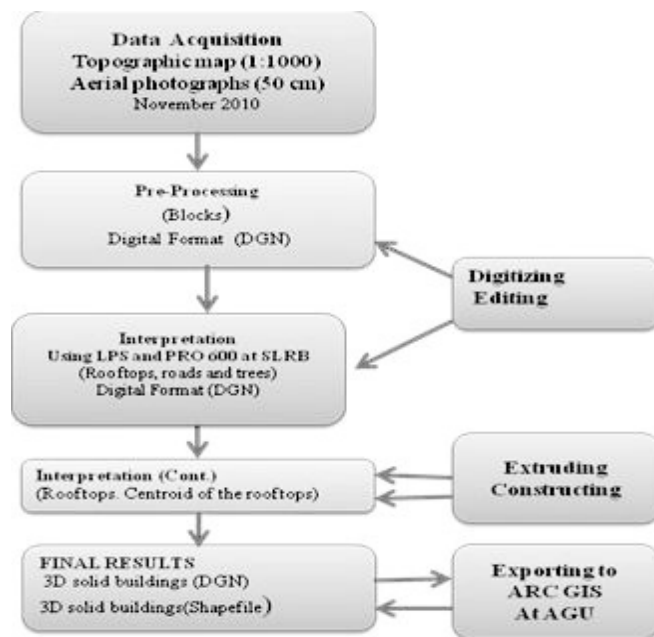 Data Acquisition
Topographic map (1:1000)
Aerial photographs (50 cm)
November 2010
Pre-Processing
(Blocks)
Digital Format (DGN)
Digitizing
Editing
Interpretation
Using LPS and PRO 600 at SLRB
(Rooftops, roads and trees)
Digital Format (DGN)
Interpretation (Cont.)
(Rooftops. Centroid of the rooftops)
Extruding
Constructing
FINAL RESULTS
3D solid buildings (DGN)
3D solid buildings(Shapefile)
Exporting to
ARC GIS
At AGU